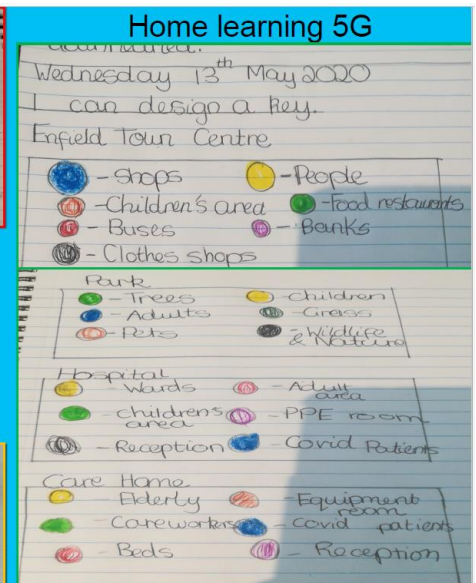 Home learning 5G
Wednesday 13th May 2020
I can design a key.
Enfield Town Centre
- Shops - People
- Children's area - Food restaurants
- Buses - Banks
- Clothes shops
Park
- Trees - Children
- Adults - Grass
- Pets - Wildlife & Nature
Hospital
- Wards - Adult area
- Children's area - PPE room
- Reception - Covid Patients
Care Home
- Elderly - Equipment room
- Careworkers - Covid patients
- Beds - Reception